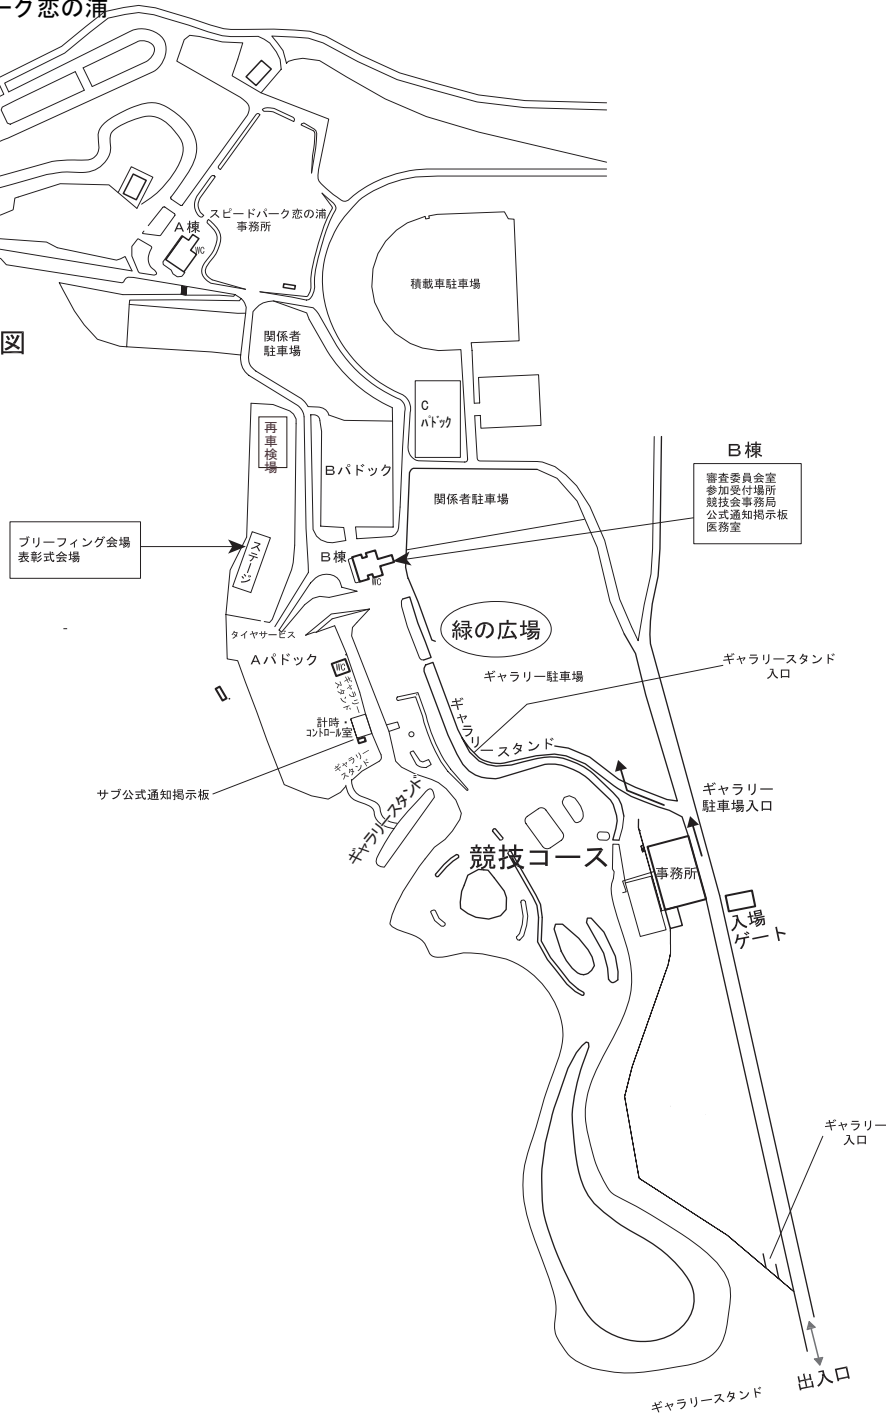 ーク恋の浦
スピードパーク恋の浦
事務所
A棟
WC
積載車駐車場
図
関係者
駐車場
C
パドック
再車検場
Bパドック
関係者駐車場
B棟
審査委員会室
参加受付場所
競技会事務局
公式通知掲示板
医務室
ブリーフィング会場
表彰式会場
ステージ
B棟
WC
緑の広場
タイヤサービス
Aパドック
WC
ギャラリー
スタンド
ギャラリー駐車場
ギャラリースタンド
入口
ギャラリースタンド
計時・
コントロール室
ギャラリー
スタンド
サブ公式通知掲示板
ギャラリースタンド
ギャラリー
駐車場入口
競技コース
事務所
入場
ゲート
ギャラリー
入口
出入口
ギャラリースタンド